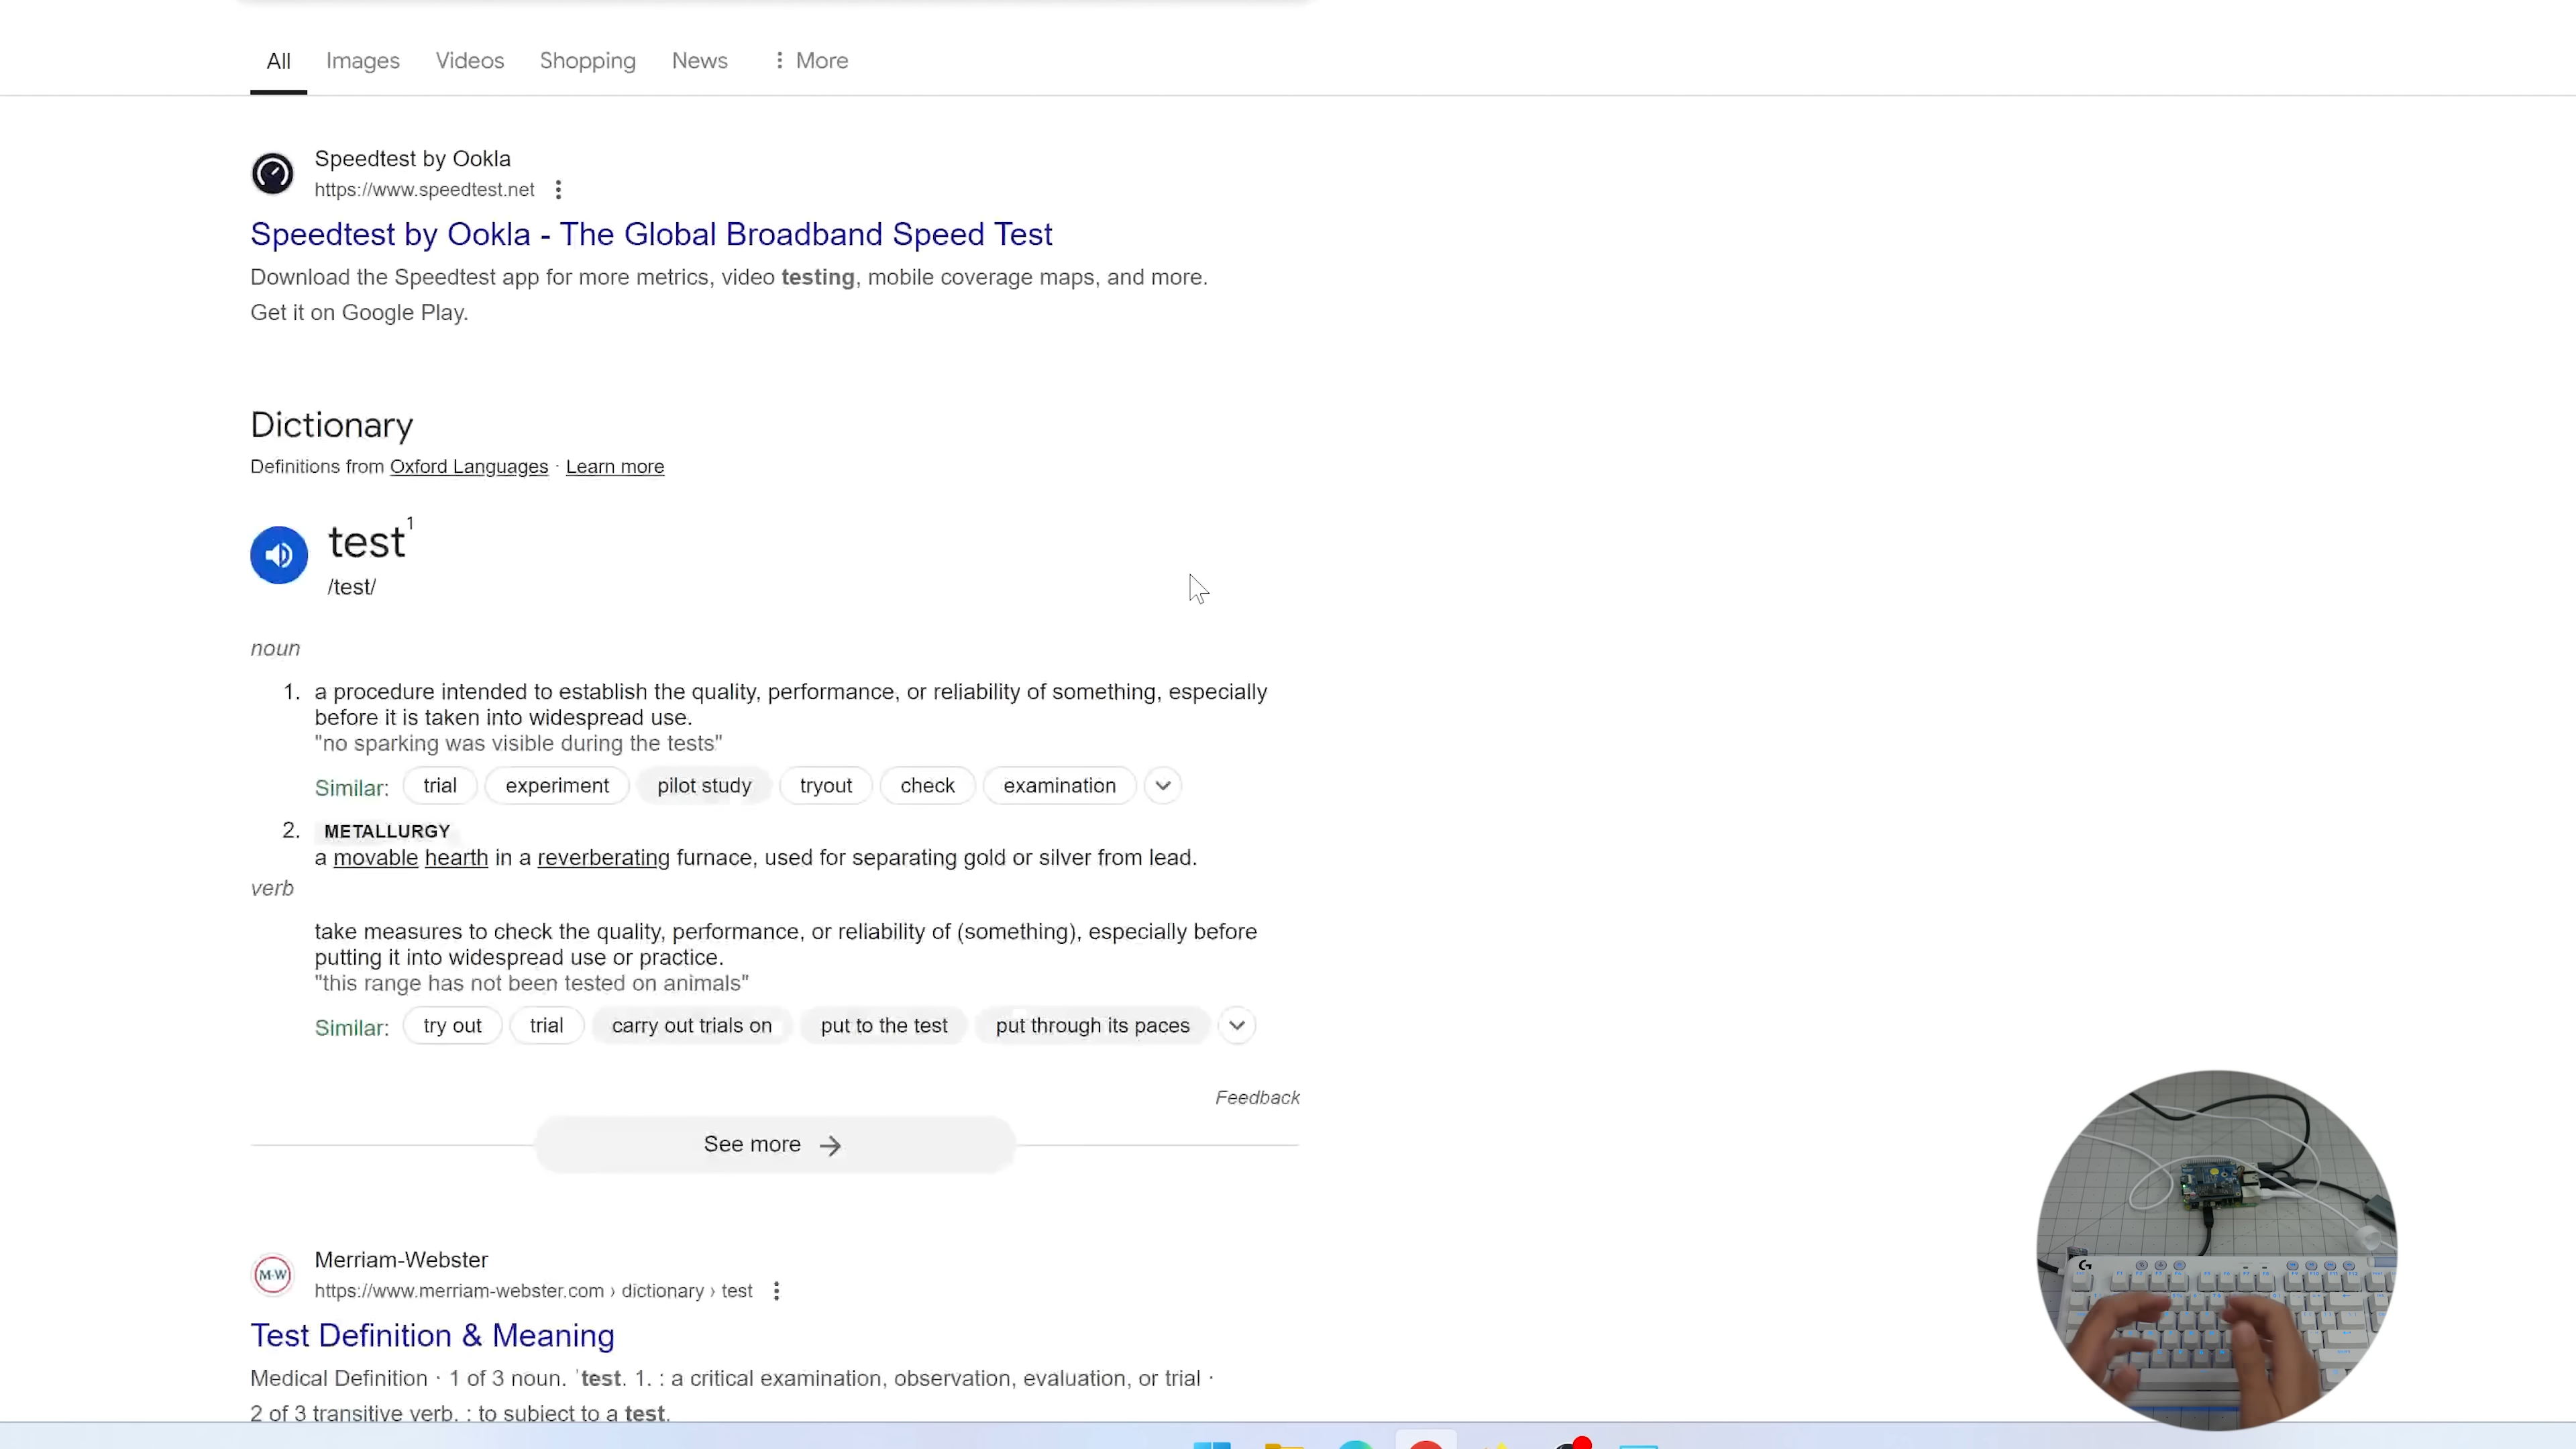 All Images Videos Shopping News More
Speedtest by Ookla
https://www.speedtest.net
Speedtest by Ookla - The Global Broadband Speed Test
Download the Speedtest app for more metrics, video testing, mobile coverage maps, and more.
Get it on Google Play.
Dictionary
Definitions from Oxford Languages · Learn more
test1
/test/
noun
1. a procedure intended to establish the quality, performance, or reliability of something, especially
before it is taken into widespread use.
"no sparking was visible during the tests"
Similar: trial experiment pilot study tryout check examination
2. METALLURGY
a movable hearth in a reverberating furnace, used for separating gold or silver from lead.
verb
take measures to check the quality, performance, or reliability of (something), especially before
putting it into widespread use or practice.
"this range has not been tested on animals"
Similar: try out trial carry out trials on put to the test put through its paces
Feedback
See more
M-W
Merriam-Webster
https://www.merriam-webster.com › dictionary › test
Test Definition & Meaning
Medical Definition · 1 of 3 noun. ˈtest. 1. : a critical examination, observation, evaluation, or trial ·
2 of 3 transitive verb. : to subject to a test.
G